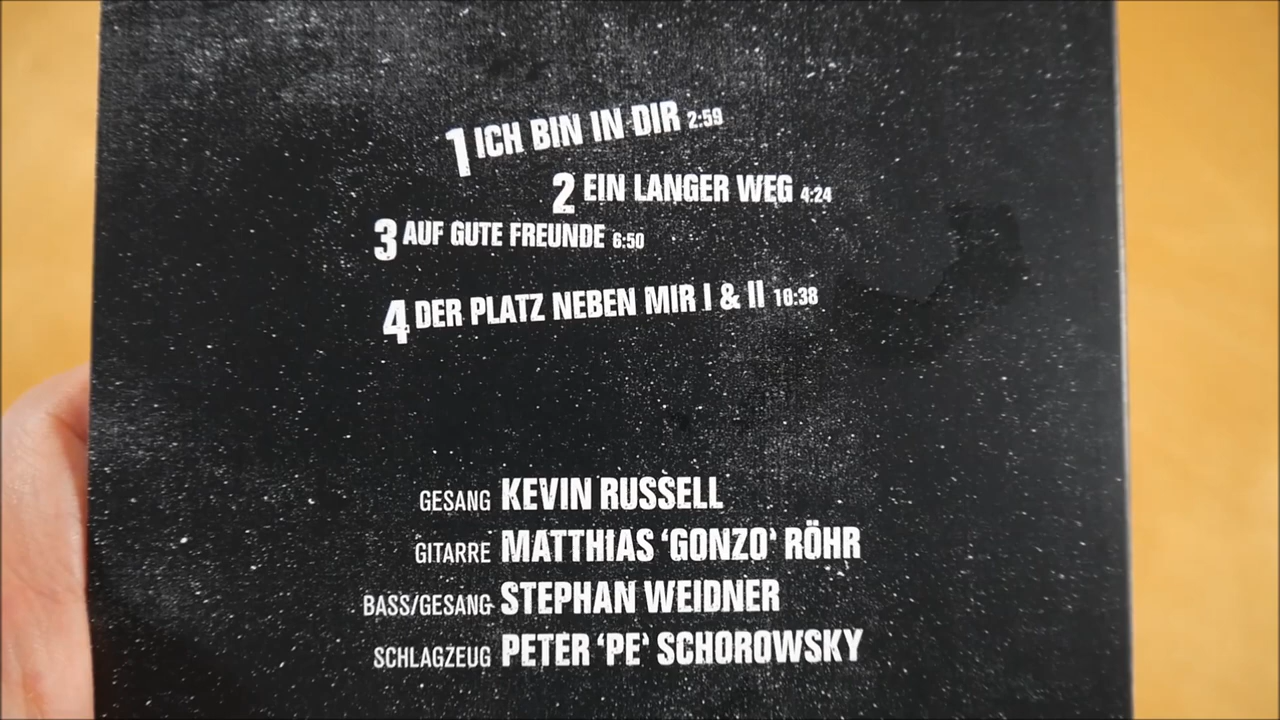 1 ICH BIN IN DIR 2:59
2 EIN LANGER WEG 4:24
3 AUF GUTE FREUNDE 6:50
4 DER PLATZ NEBEN MIR I & II 10:38
GESANG KEVIN RUSSELL
GITARRE MATTHIAS ‘GONZO‘ RÖHR
BASS/GESANG STEPHAN WEIDNER
SCHLAGZEUG PETER ‘PE‘ SCHOROWSKY